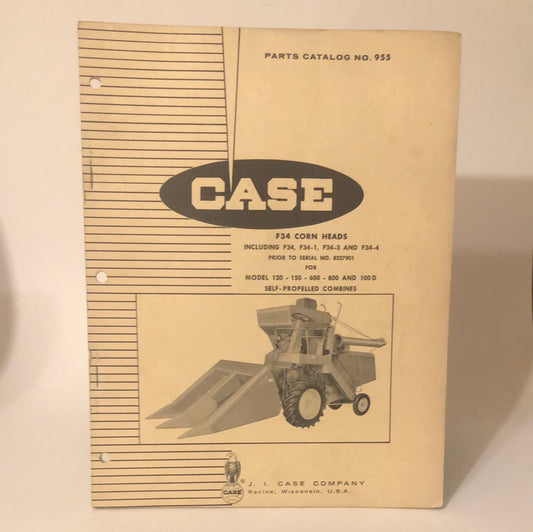 PARTS CATALOG NO. 955
CASE
F34 CORN HEADS
INCLUDING F34, F34-1, F34-3 AND F34-4
PRIOR TO SERIAL NO. 8227901
FOR
MODEL 120 - 150 - 600 - 800 AND 1000
SELF-PROPELLED COMBINES
CASE
®
J. I. CASE COMPANY
Racine, Wisconsin, U.S.A.